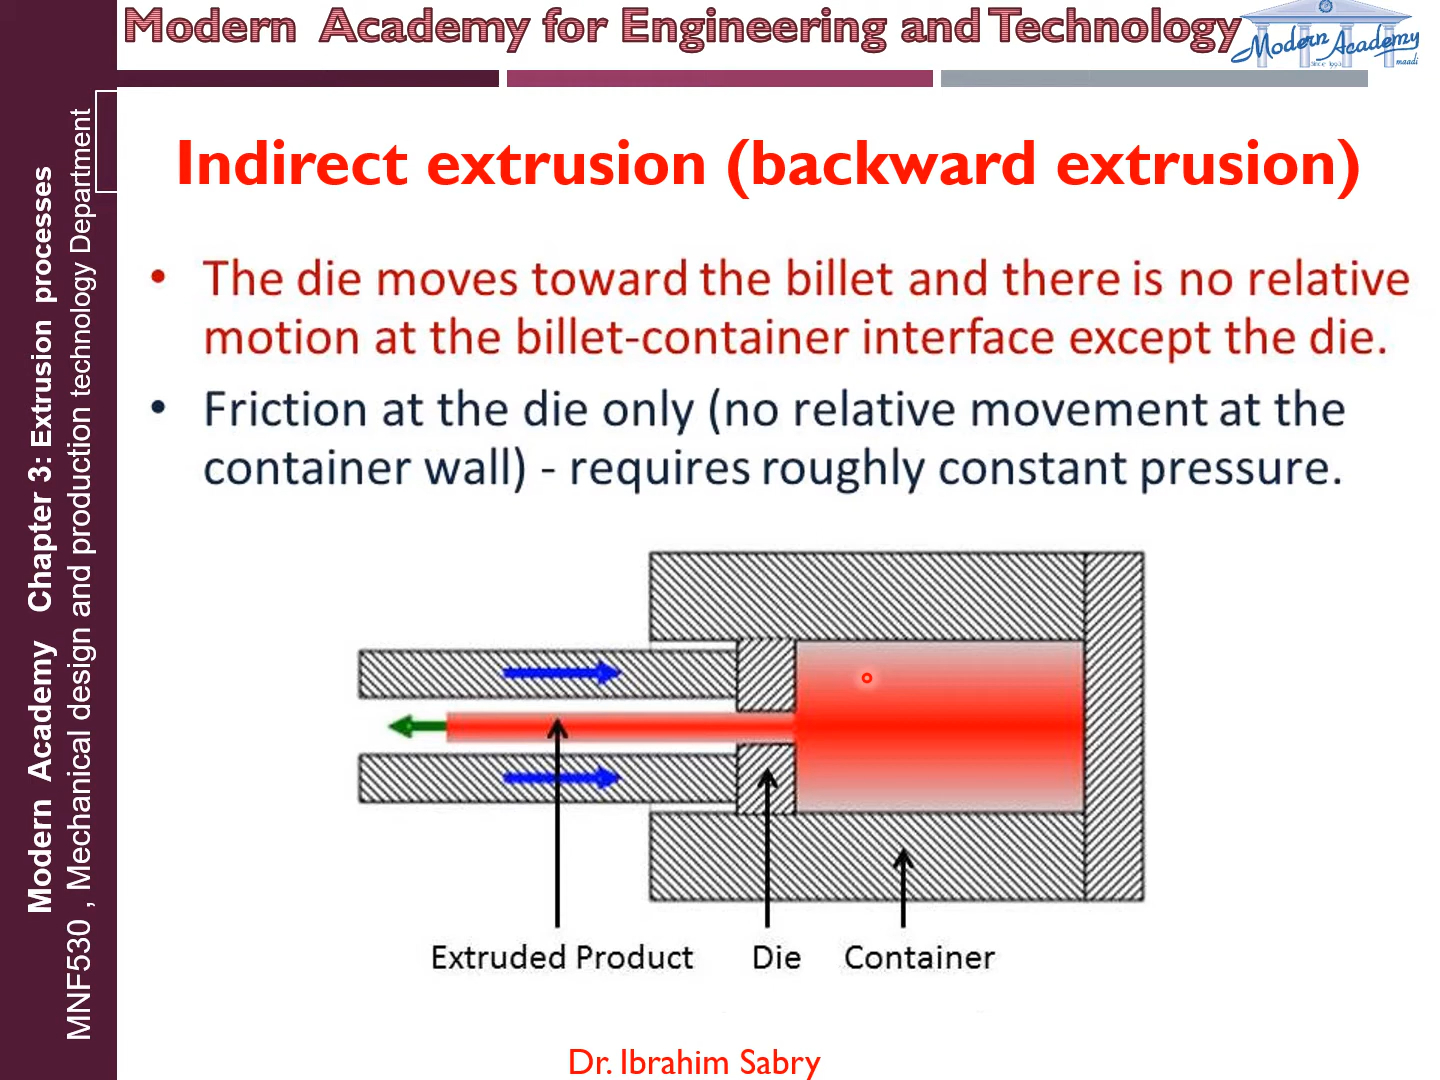 Modern Academy for Engineering and Technology
Modern Academy
Since 1993
maadi
Modern Academy Chapter 3: Extrusion processes
MNF530 , Mechanical design and production technology Department
Indirect extrusion (backward extrusion)
• The die moves toward the billet and there is no relative
motion at the billet-container interface except the die.
• Friction at the die only (no relative movement at the
container wall) - requires roughly constant pressure.
Extruded Product
Die
Container
Dr. Ibrahim Sabry